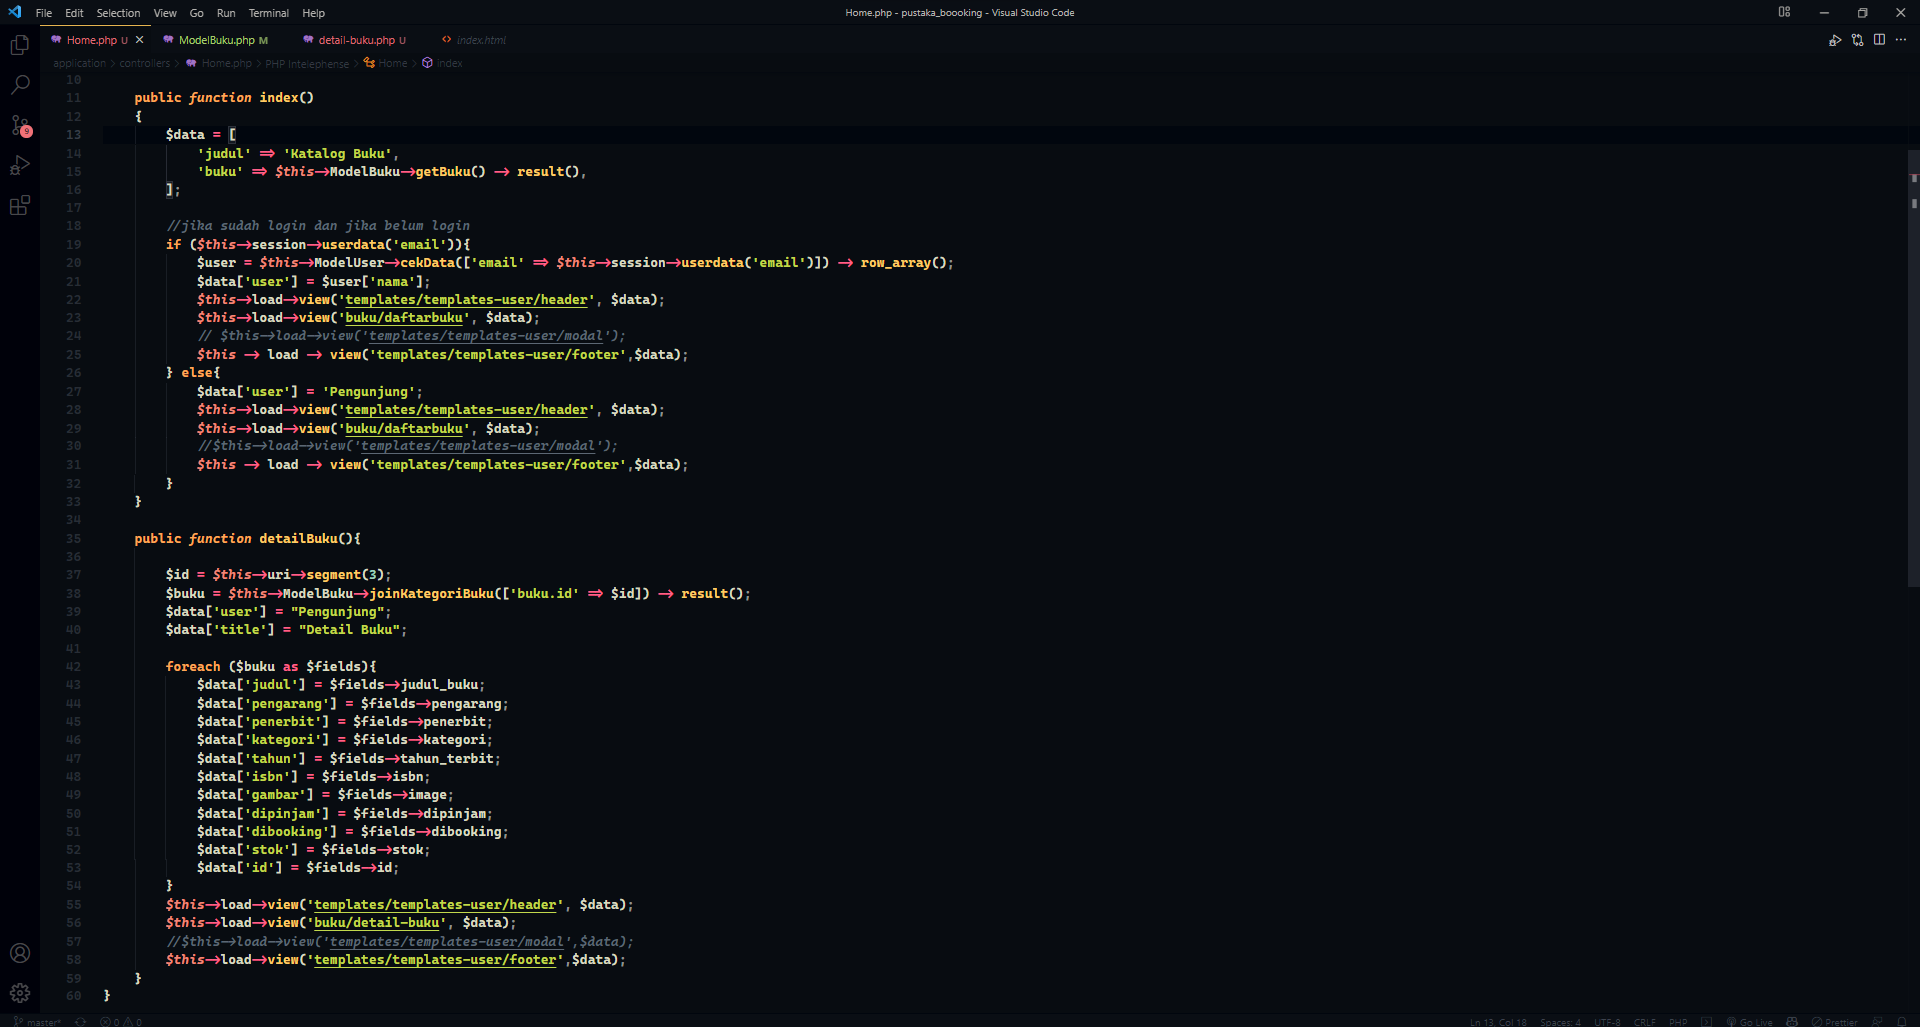 File Edit Selection View Go Run Terminal Help
Home.php - pustaka_boooking - Visual Studio Code
Home.php U
ModelBuku.php M
detail-buku.php U
index.html
application > controllers > Home.php > PHP Intelephense > Home > index
9
10
11 public function index()
12 {
13 $data = [
14 'judul' => 'Katalog Buku',
15 'buku' => $this->ModelBuku->getBuku() -> result(),
16 ];
17
18 //jika sudah login dan jika belum login
19 if ($this->session->userdata('email')){
20 $user = $this->ModelUser->cekData(['email' => $this->session->userdata('email')]) -> row_array();
21 $data['user'] = $user['nama'];
22 $this->load->view('templates/templates-user/header', $data);
23 $this->load->view('buku/daftarbuku', $data);
24 // $this->load->view('templates/templates-user/modal');
25 $this -> load -> view('templates/templates-user/footer',$data);
26 } else{
27 $data['user'] = 'Pengunjung';
28 $this->load->view('templates/templates-user/header', $data);
29 $this->load->view('buku/daftarbuku', $data);
30 //$this->load->view('templates/templates-user/modal');
31 $this -> load -> view('templates/templates-user/footer',$data);
32 }
33 }
34
35 public function detailBuku(){
36
37 $id = $this->uri->segment(3);
38 $buku = $this->ModelBuku->joinKategoriBuku(['buku.id' => $id]) -> result();
39 $data['user'] = "Pengunjung";
40 $data['title'] = "Detail Buku";
41
42 foreach ($buku as $fields){
43 $data['judul'] = $fields->judul_buku;
44 $data['pengarang'] = $fields->pengarang;
45 $data['penerbit'] = $fields->penerbit;
46 $data['kategori'] = $fields->kategori;
47 $data['tahun'] = $fields->tahun_terbit;
48 $data['isbn'] = $fields->isbn;
49 $data['gambar'] = $fields->image;
50 $data['dipinjam'] = $fields->dipinjam;
51 $data['dibooking'] = $fields->dibooking;
52 $data['stok'] = $fields->stok;
53 $data['id'] = $fields->id;
54 }
55 $this->load->view('templates/templates-user/header', $data);
56 $this->load->view('buku/detail-buku', $data);
57 //$this->load->view('templates/templates-user/modal',$data);
58 $this->load->view('templates/templates-user/footer',$data);
59 }
60 }
master* 0 0 Ln 13, Col 18 Spaces: 4 UTF-8 CRLF PHP Go Live Prettier